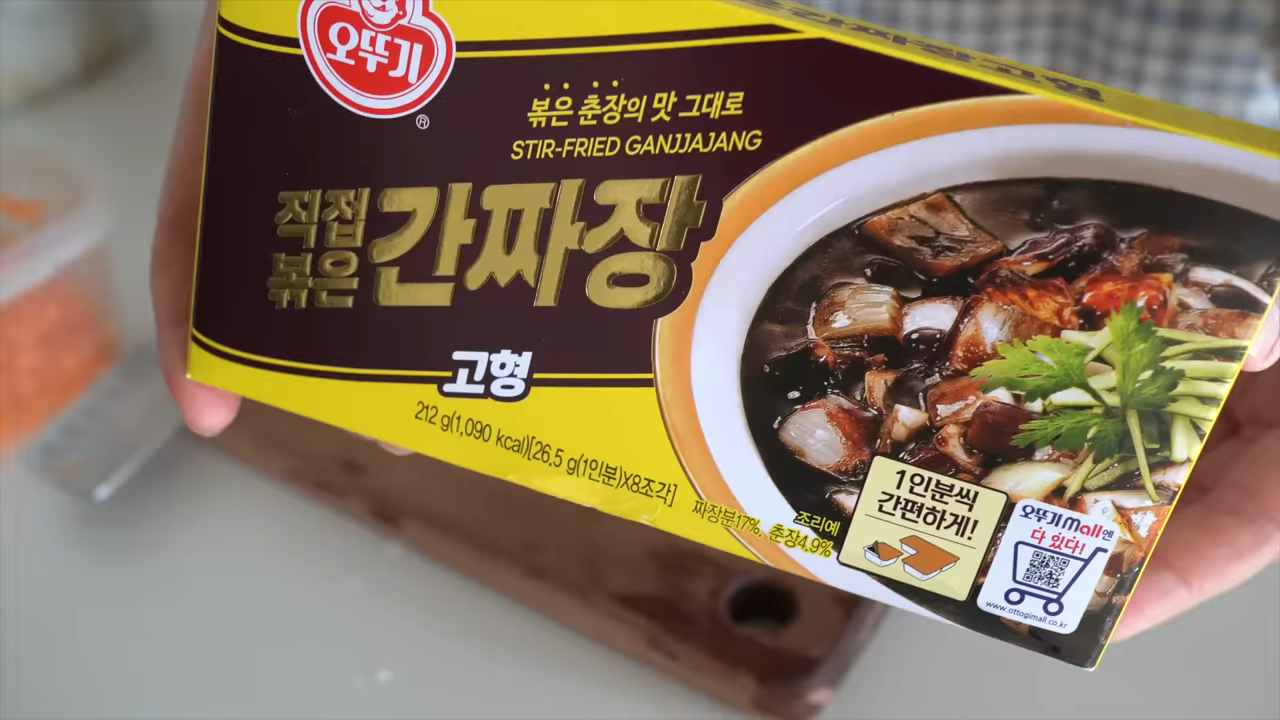 오뚜기
®
볶은 춘장의 맛 그대로
STIR-FRIED GANJJAJANG
직접
볶은
간짜장
고형
212 g(1,090 kcal)[26.5 g(1인분)X8조각]
짜장분17%, 춘장4.9%
조리예
1인분씩
간편하게!
오뚜기mall엔
다 있다!
www.ottogimall.co.kr